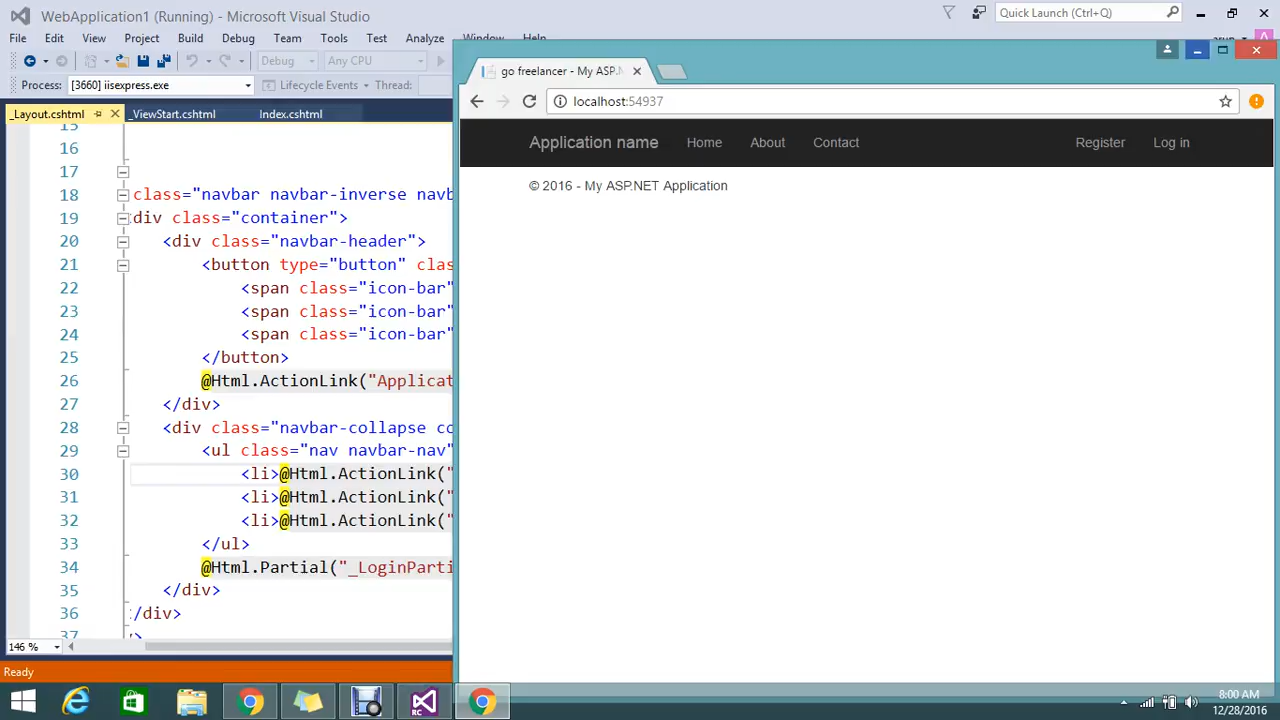 WebApplication1 (Running) - Microsoft Visual Studio
Quick Launch (Ctrl+Q)
File Edit View Project Build Debug Team Tools Test Analyze Window
Debug Any CPU
Process: [3660] iisexpress.exe Lifecycle Events Thread:
_Layout.cshtml _ViewStart.cshtml Index.cshtml
15
16
17
18 class="navbar navbar-inverse navb
19 div class="container">
20 <div class="navbar-header">
21 <button type="button" clas
22 <span class="icon-bar"
23 <span class="icon-bar"
24 <span class="icon-bar"
25 </button>
26 @Html.ActionLink("Applicat
27 </div>
28 <div class="navbar-collapse co
29 <ul class="nav navbar-nav"
30 <li>@Html.ActionLink("
31 <li>@Html.ActionLink("
32 <li>@Html.ActionLink("
33 </ul>
34 @Html.Partial("_LoginParti
35 </div>
36 /div>
37 >
146 %
Ready
go freelancer - My ASP.N
localhost:54937
Application name Home About Contact Register Log in
© 2016 - My ASP.NET Application
RC
8:00 AM
12/28/2016